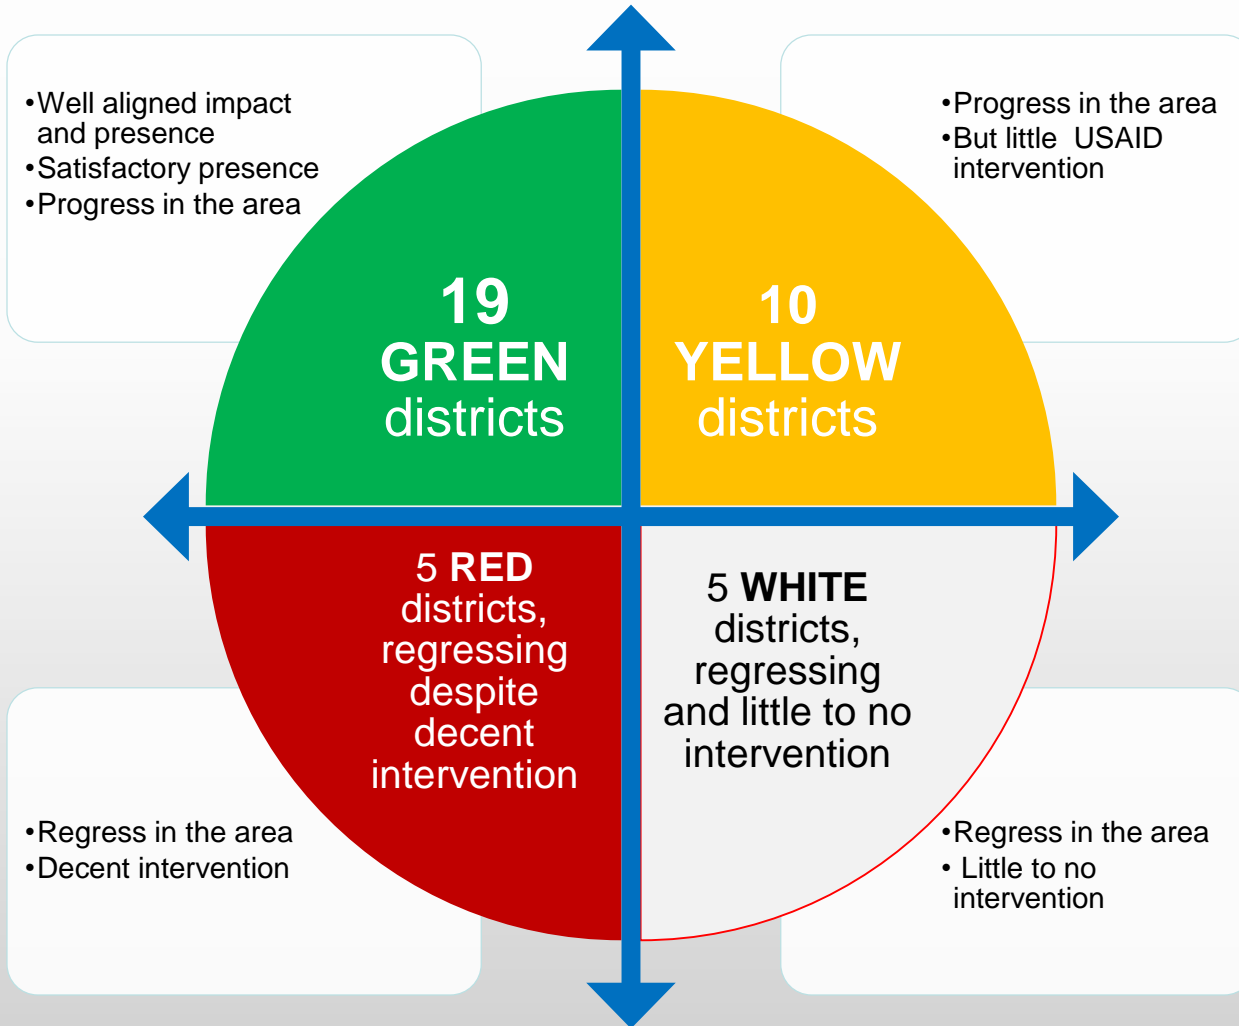 •Well aligned impact
and presence
•Satisfactory presence
•Progress in the area
•Progress in the area
•But little USAID
intervention
19
GREEN
districts
10
YELLOW
districts
5 RED
districts,
regressing
despite
decent
intervention
5 WHITE
districts,
regressing
and little to no
intervention
•Regress in the area
•Decent intervention
•Regress in the area
• Little to no
intervention